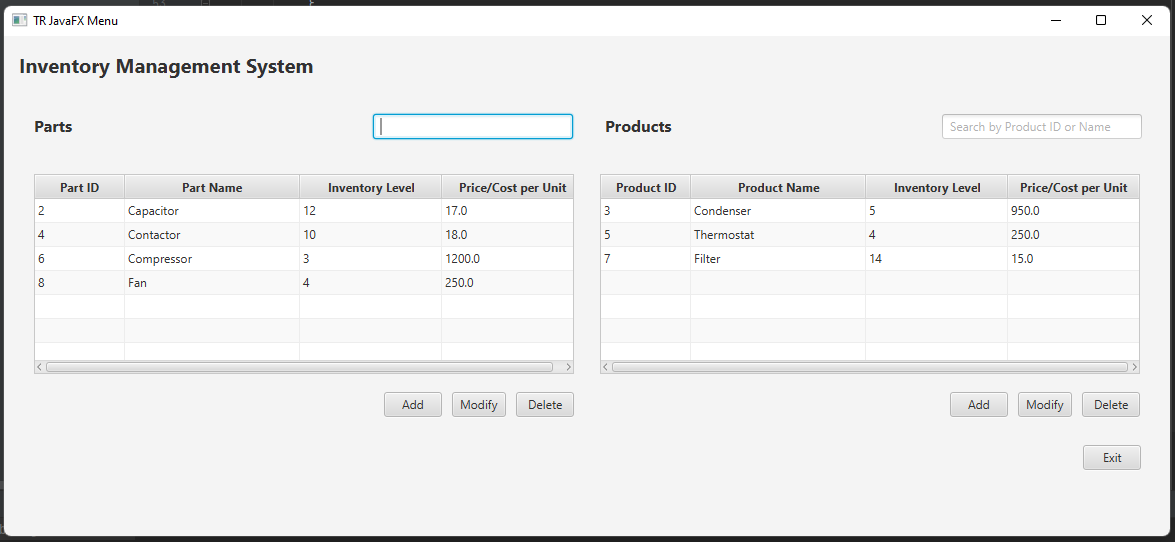 TR JavaFX Menu
Inventory Management System
Parts
Products Search by Product ID or Name
Part ID Part Name Inventory Level Price/Cost per Unit
2 Capacitor 12 17.0
4 Contactor 10 18.0
6 Compressor 3 1200.0
8 Fan 4 250.0
Product ID Product Name Inventory Level Price/Cost per Unit
3 Condenser 5 950.0
5 Thermostat 4 250.0
7 Filter 14 15.0
Add Modify Delete
Add Modify Delete
Exit